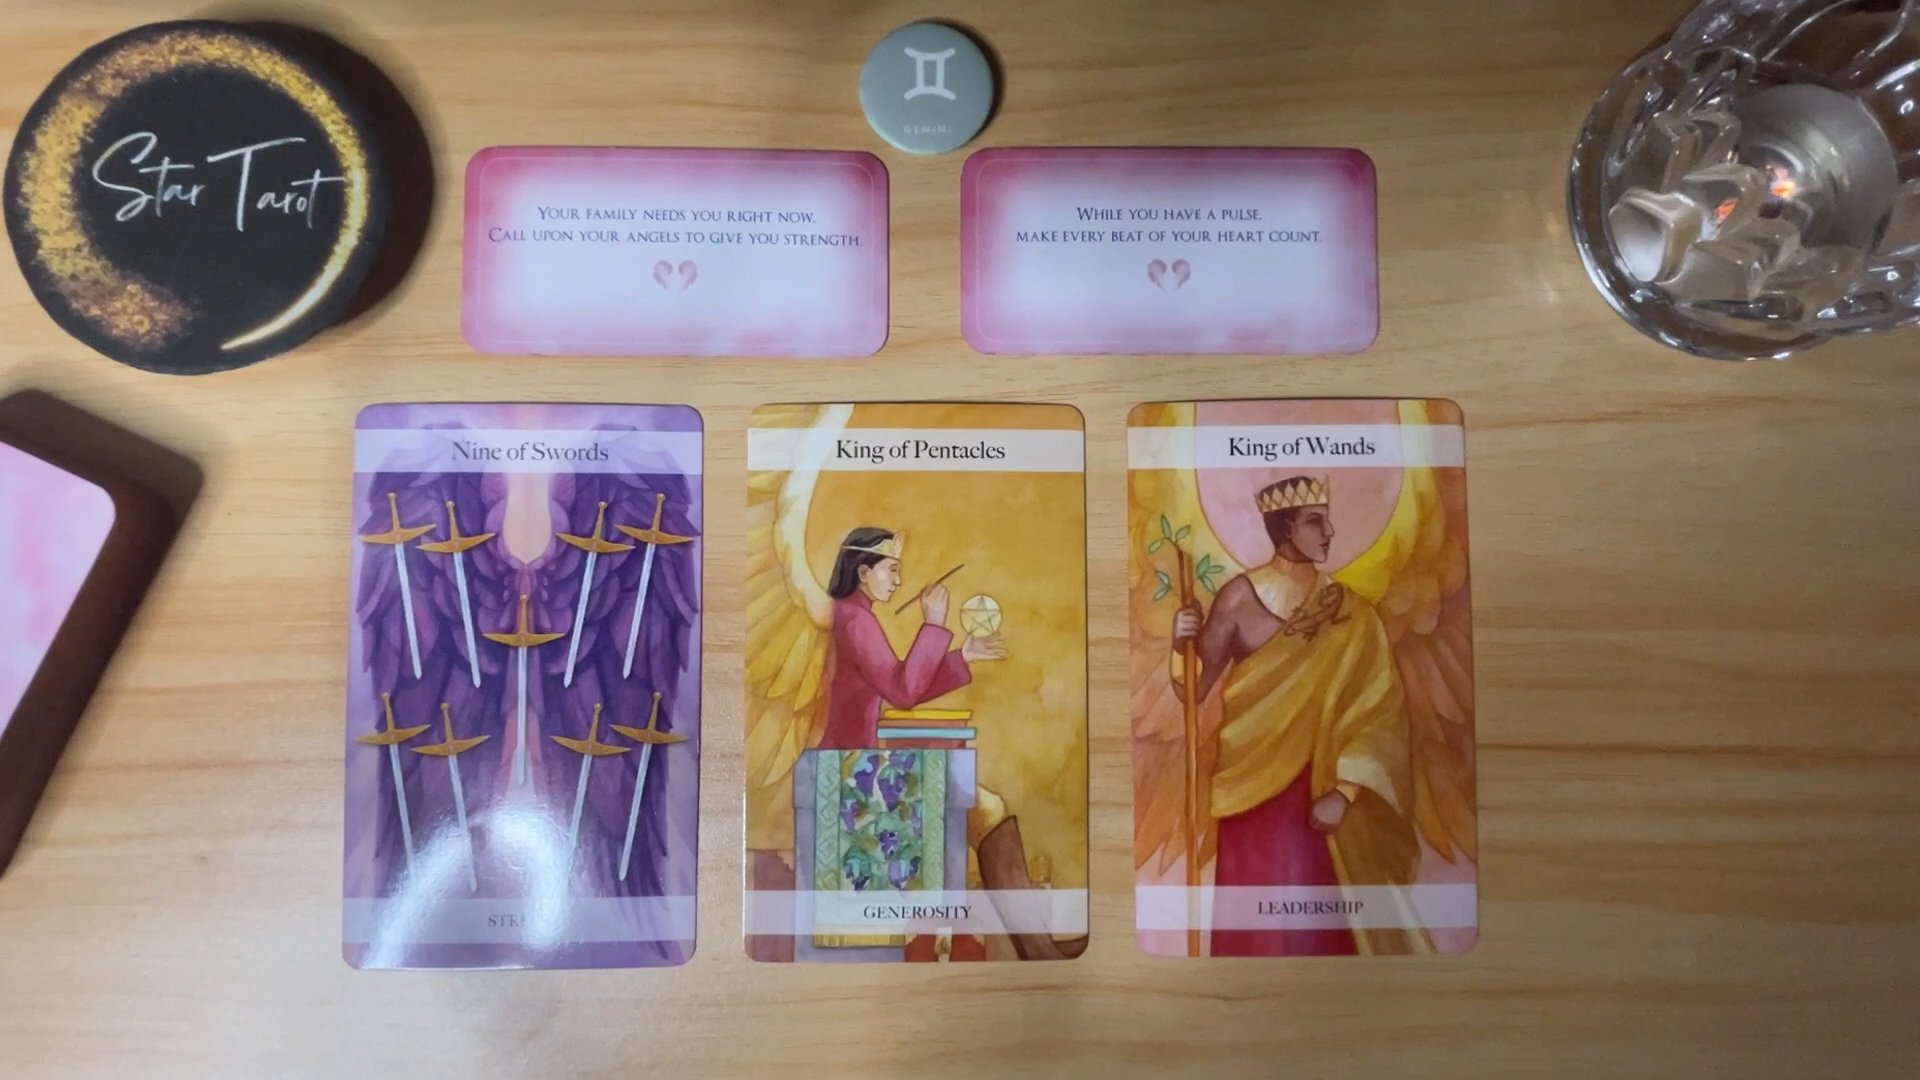 Star Tarot
GEMINI
YOUR FAMILY NEEDS YOU RIGHT NOW.
CALL UPON YOUR ANGELS TO GIVE YOU STRENGTH.
WHILE YOU HAVE A PULSE,
MAKE EVERY BEAT OF YOUR HEART COUNT.
Nine of Swords
King of Pentacles
King of Wands
GENEROSITY
LEADERSHIP